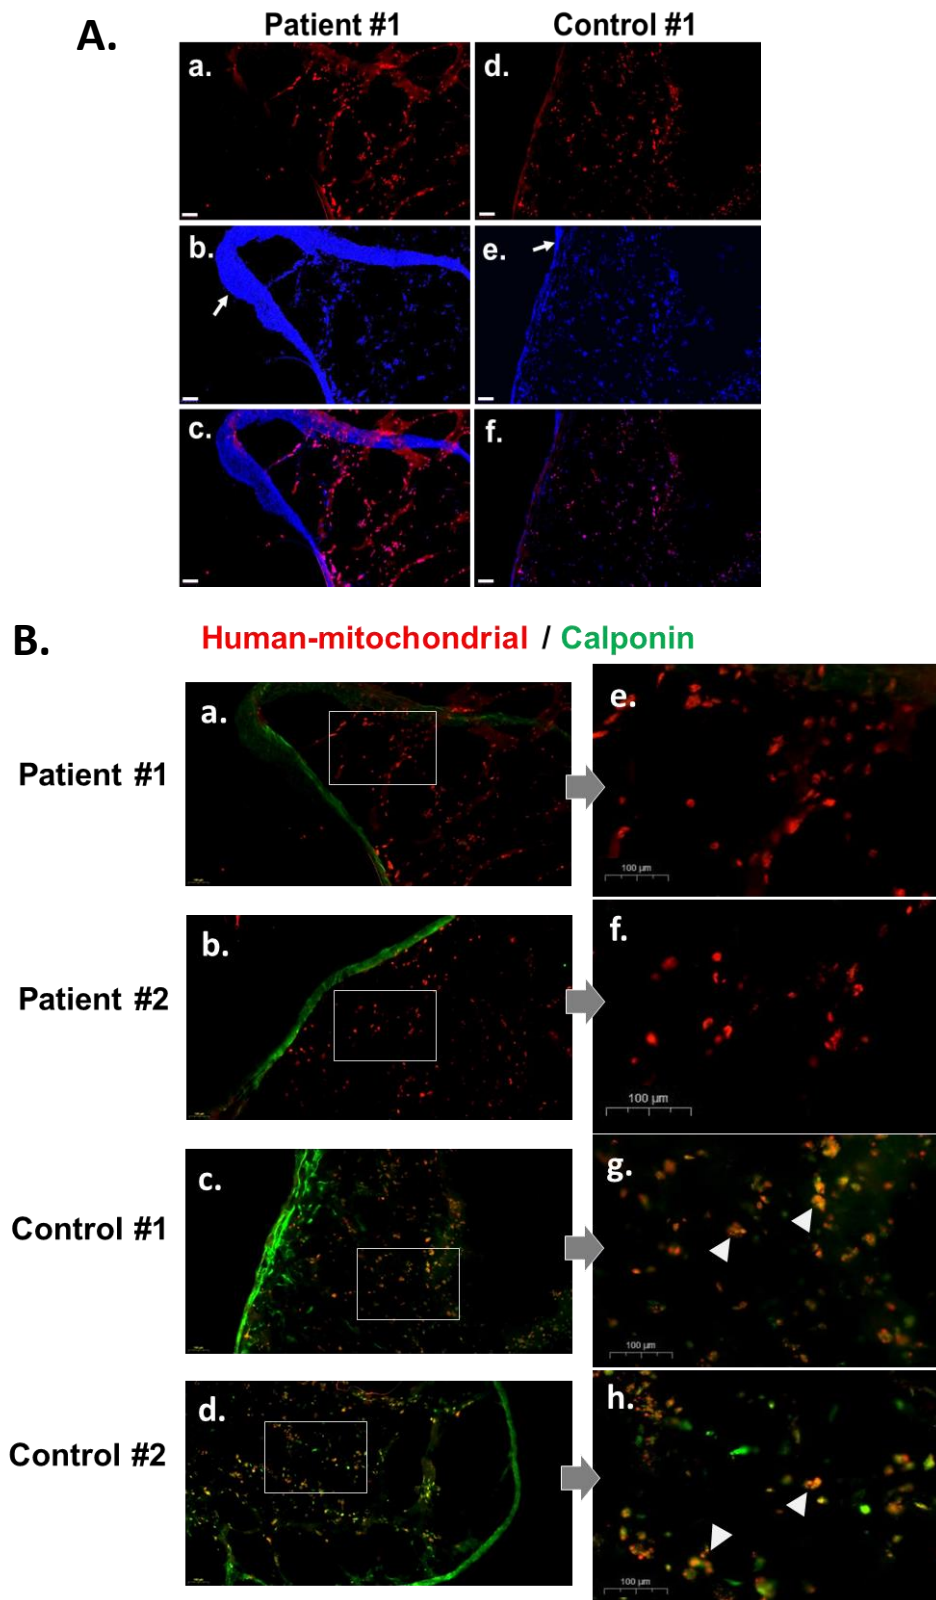 A.
Patient #1 Control #1
a. d.
b. e.
c. f.
B. Human-mitochondrial / Calponin
a. e.
Patient #1
100 µm
b. f.
Patient #2
100 µm
c. g.
Control #1
100 µm
d. h.
Control #2
100 µm